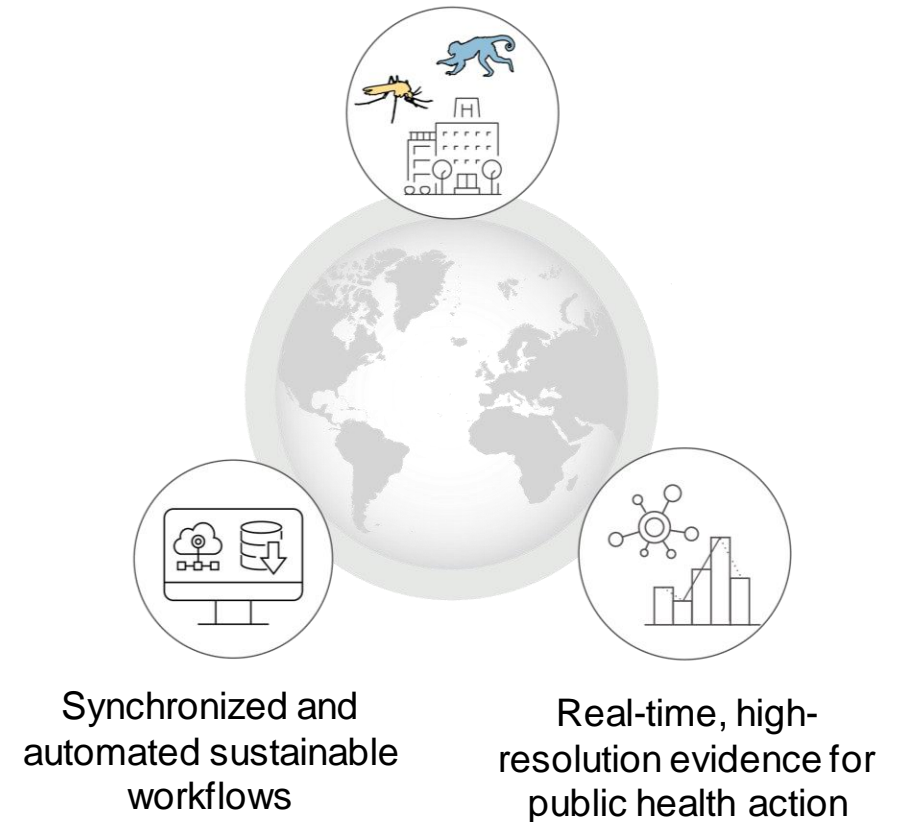 H
Synchronized and
automated sustainable
workflows
Real-time, high-
resolution evidence for
public health action